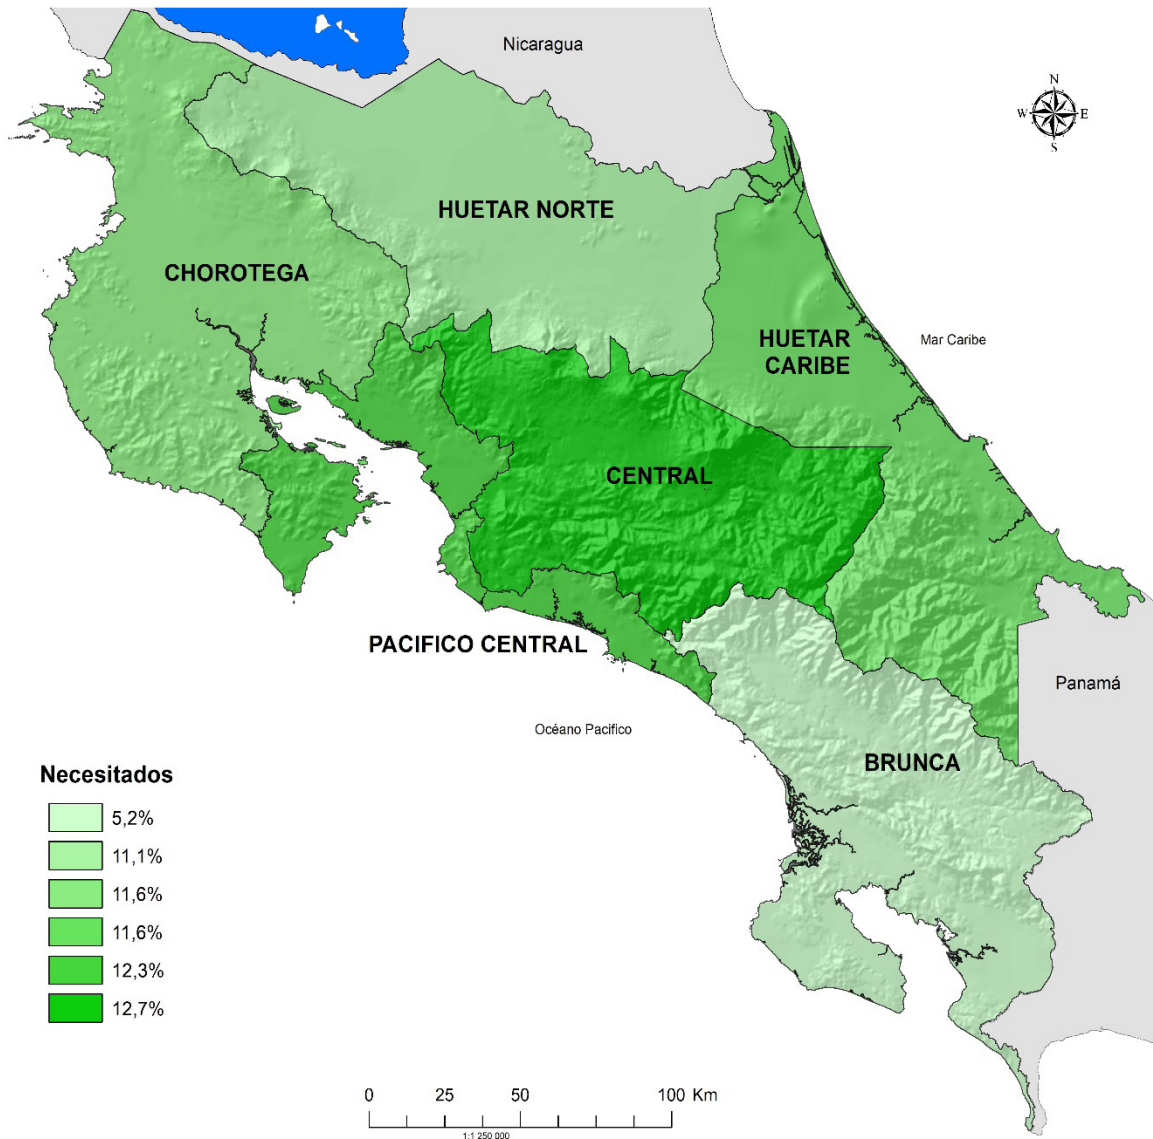 Nicaragua
N
W
E
S
HUETAR NORTE
CHOROTEGA
HUETAR
CARIBE
Mar Caribe
CENTRAL
PACIFICO CENTRAL
Panamá
Océano Pacifico
BRUNCA
Necesitados
5,2%
11,1%
11,6%
11,6%
12,3%
12,7%
0 25 50 100 Km
1:1 250 000